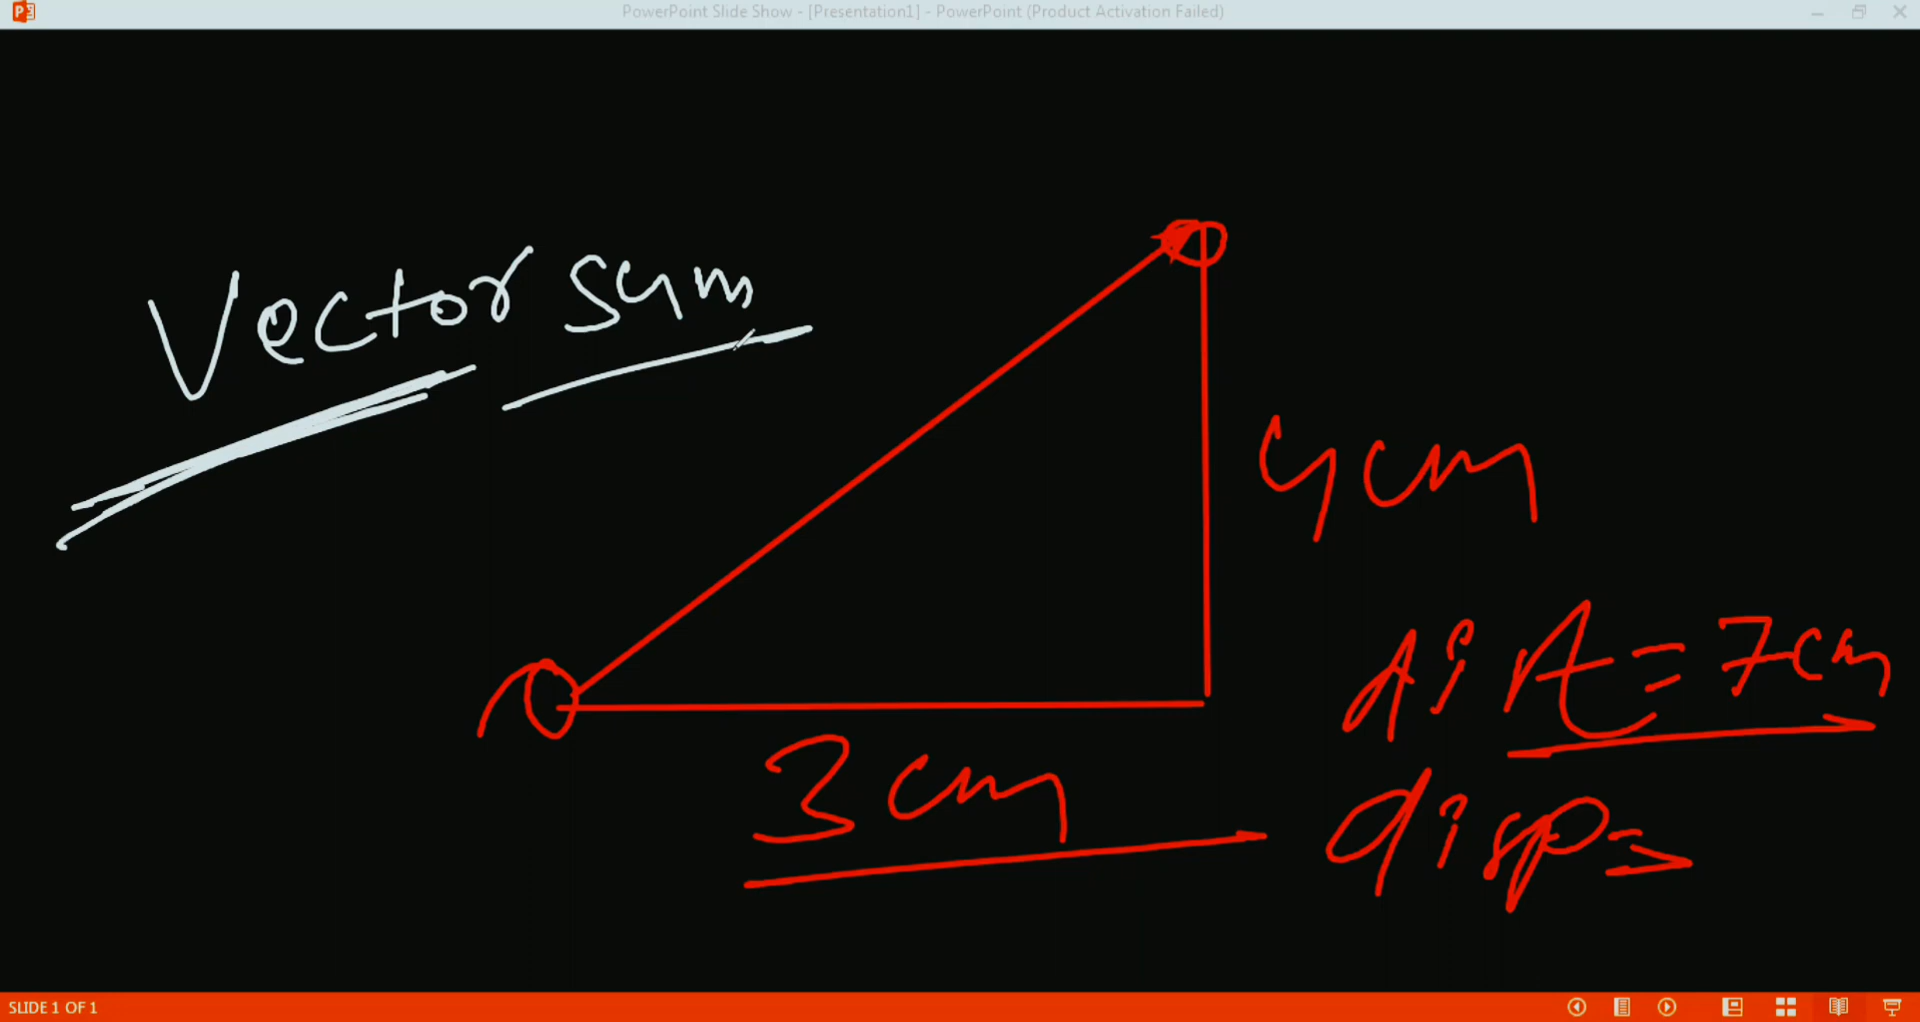 PowerPoint Slide Show - [Presentation1] - PowerPoint (Product Activation Failed)
Vector sum
4cm
3cm
dist = 7cm
disp =
SLIDE 1 OF 1